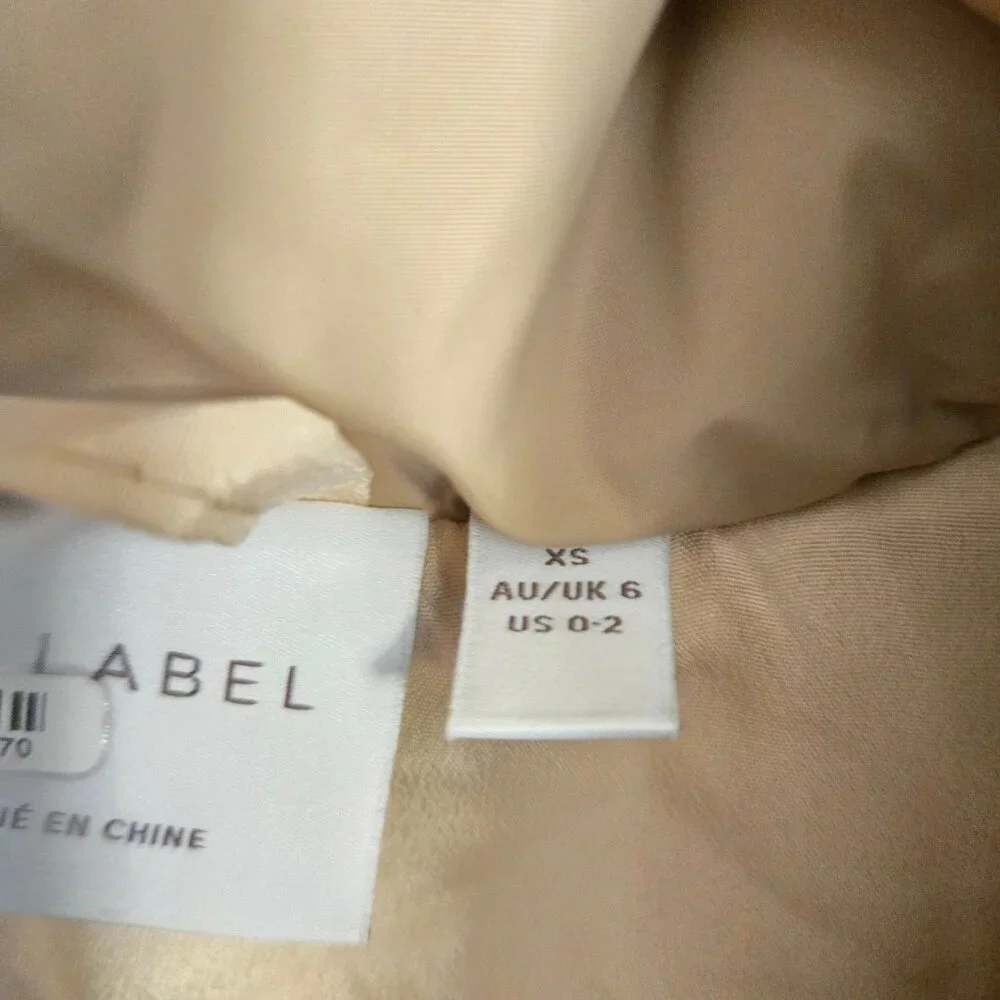 LABEL
70
EN CHINE
XS
AU/UK 6
US 0-2